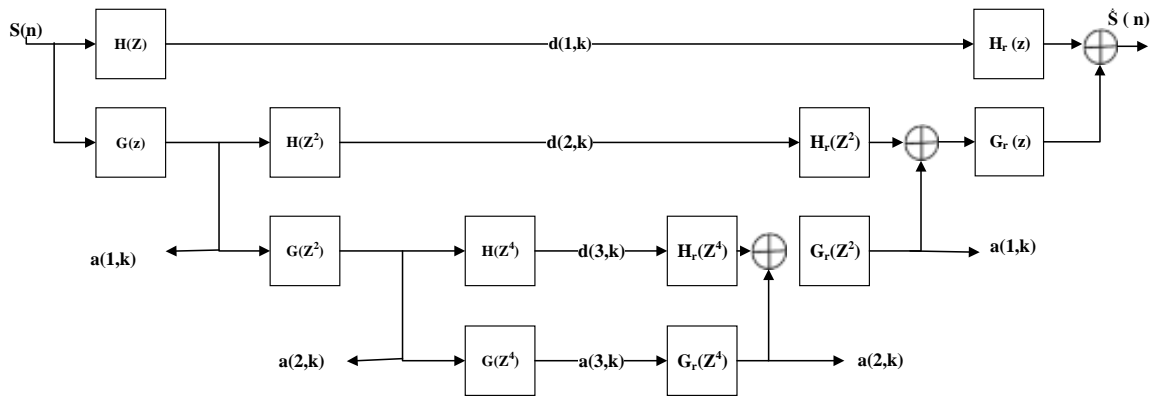 S(n)
H(Z)
d(1,k)
Hr (z)
Ṡ ( n)
G(z)
H(Z²)
d(2,k)
Hr(Z²)
Gr (z)
a(1,k)
G(Z²)
H(Z⁴)
d(3,k)
Hr(Z⁴)
Gr(Z²)
a(1,k)
a(2,k)
G(Z⁴)
a(3,k)
Gr(Z⁴)
a(2,k)